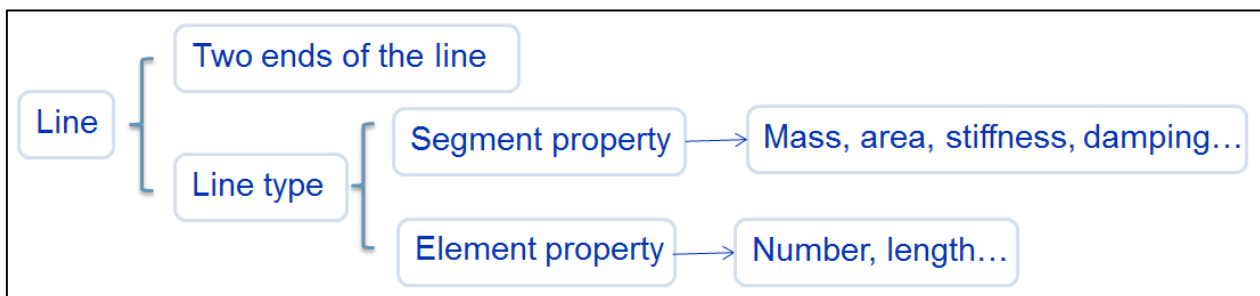 Two ends of the line
Line
Segment property
Mass, area, stiffness, damping…
Line type
Element property
Number, length…